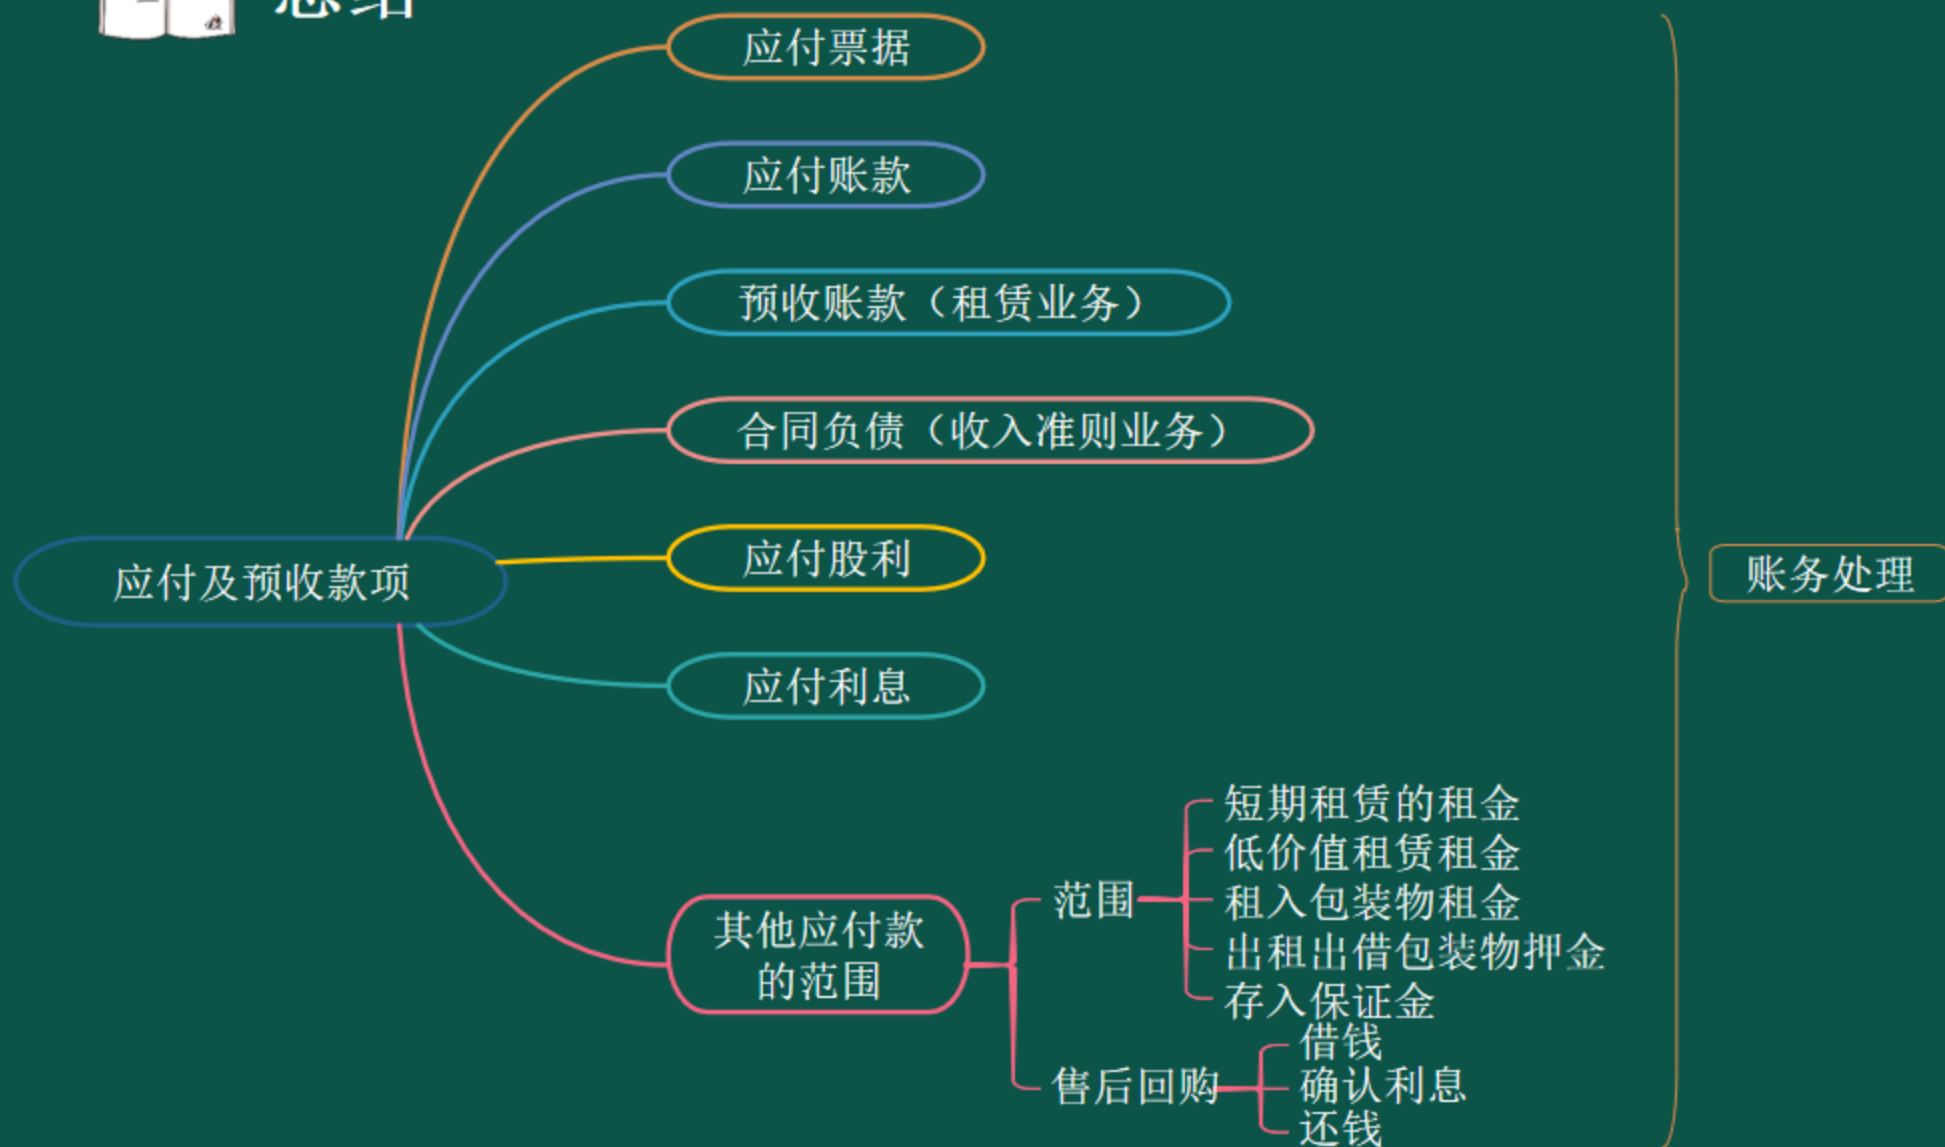 总结
应付票据
应付账款
预收账款（租赁业务）
合同负债（收入准则业务）
应付股利
应付及预收款项
账务处理
应付利息
其他应付款
的范围
范围
短期租赁的租金
低价值租赁租金
租入包装物租金
出租出借包装物押金
存入保证金
售后回购
借钱
确认利息
还钱